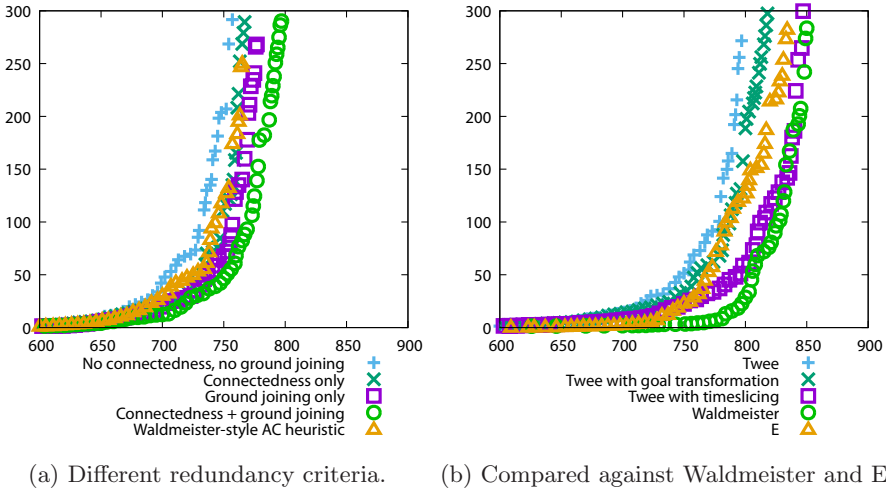 300
250
200
150
100
50
0
600 650 700 750 800 850 900
No connectedness, no ground joining
Connectedness only
Ground joining only
Connectedness + ground joining
Waldmeister-style AC heuristic
(a) Different redundancy criteria.
300
250
200
150
100
50
0
600 650 700 750 800 850 900
Twee
Twee with goal transformation
Twee with timeslicing
Waldmeister
E
(b) Compared against Waldmeister and E